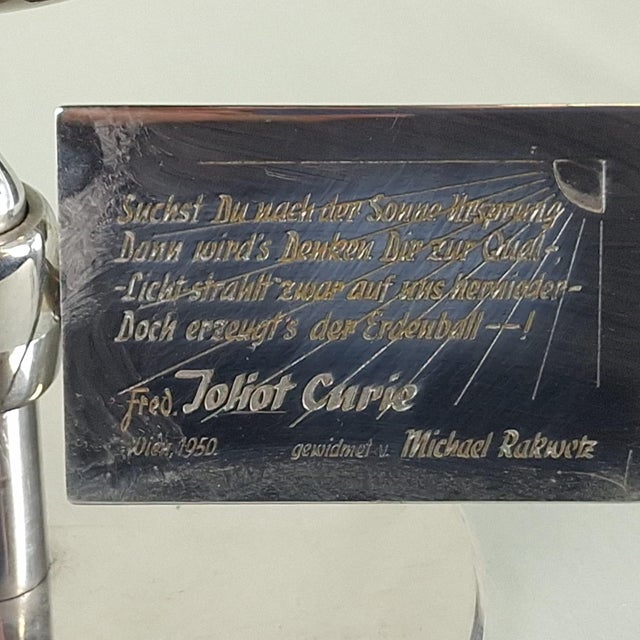 Suchst Du nach der Sonne Ursprung
Dann wird's Denken Dir zur Qual -,
- Licht strahlt zwar auf uns hernieder -
Doch erzeugt's der Erdenball — !
Fred. Joliot Curie
Wien, 1950. gewidmet v. Michael Rakwetz